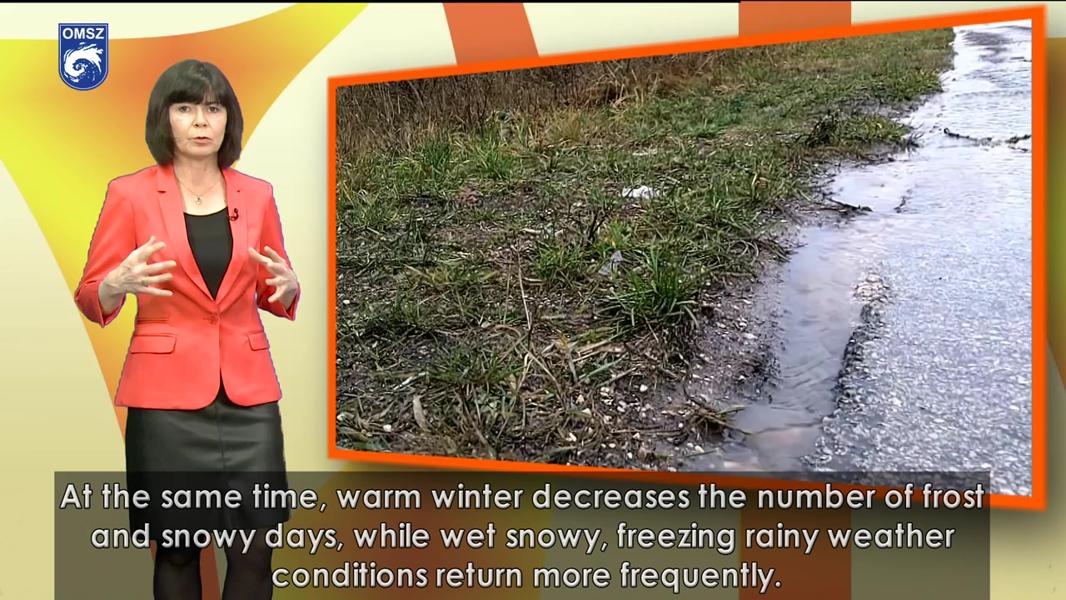 OMSZ
At the same time, warm winter decreases the number of frost
and snowy days, while wet snowy, freezing rainy weather
conditions return more frequently.